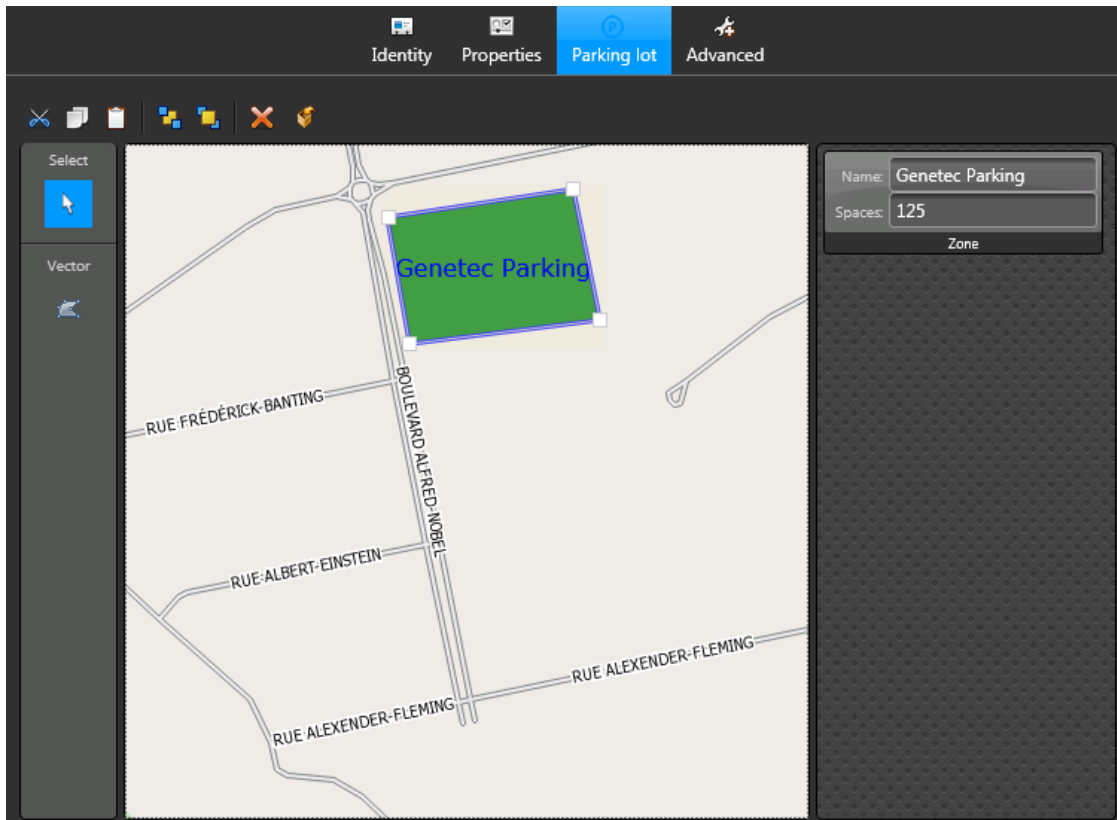 Identity Properties Parking lot Advanced
Select
Vector
Name: Genetec Parking
Spaces: 125
Zone
Genetec Parking
RUE FRÉDÉRICK-BANTING
BOULEVARD ALFRED-NOBEL
RUE ALBERT-EINSTEIN
RUE ALEXENDER-FLEMING
RUE ALEXENDER-FLEMING